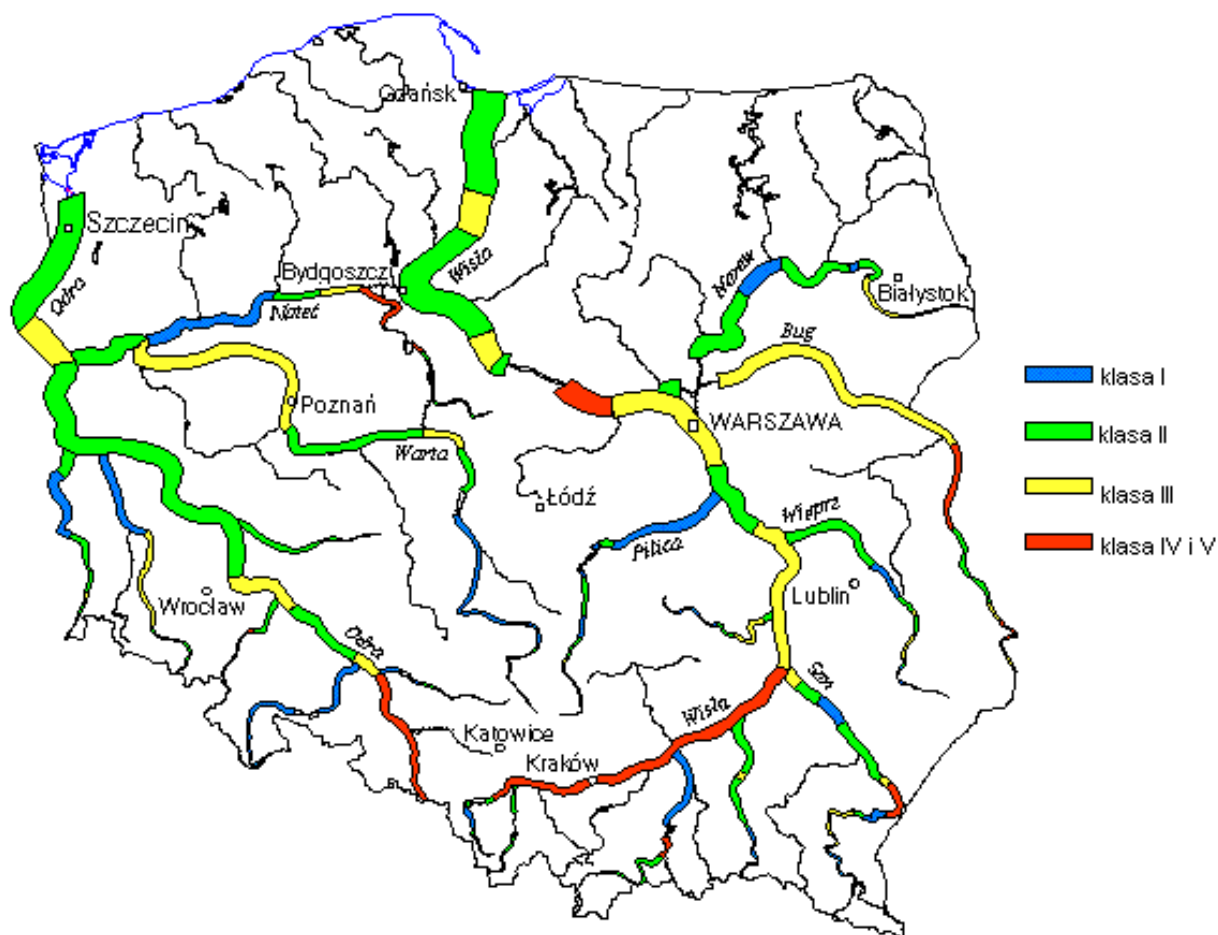 Gdańsk
Szczecin
Odra
Bydgoszcz
Wisła
Noteć
Narew
Białystok
Bug
Poznań
WARSZAWA
Warta
Łódź
Pilica
Wieprz
Lublin
Wrocław
Odra
San
Wisła
Katowice
Kraków
klasa I
klasa II
klasa III
klasa IV i V